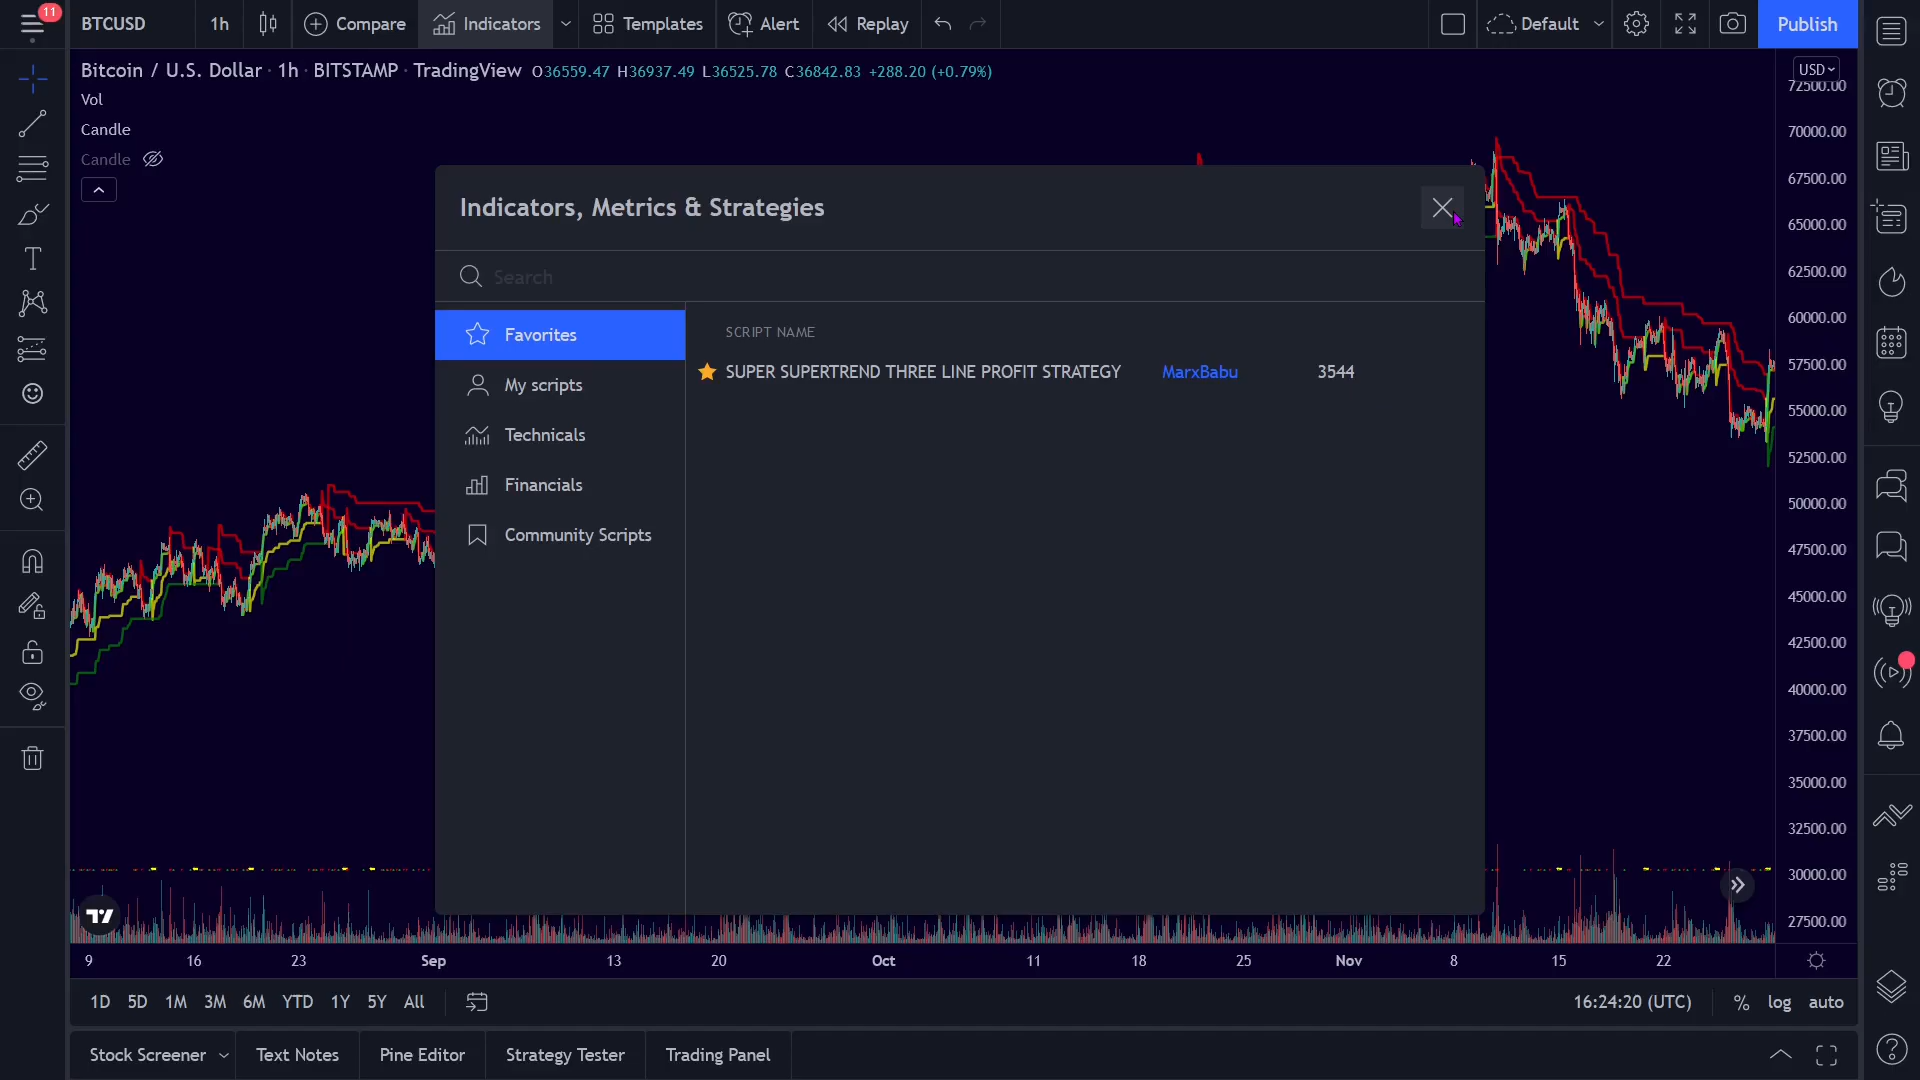 11
BTCUSD 1h Compare Indicators Templates Alert Replay Default Publish
Bitcoin / U.S. Dollar · 1h · BITSTAMP · TradingView O36559.47 H36937.49 L36525.78 C36842.83 +288.20 (+0.79%)
USD
Vol
Candle
Candle
Indicators, Metrics & Strategies
Search
Favorites
My scripts
Technicals
Financials
Community Scripts
SCRIPT NAME
SUPER SUPERTREND THREE LINE PROFIT STRATEGY MarxBabu 3544
72500.00
70000.00
67500.00
65000.00
62500.00
60000.00
57500.00
55000.00
52500.00
50000.00
47500.00
45000.00
42500.00
40000.00
37500.00
35000.00
32500.00
30000.00
27500.00
9 16 23 Sep 13 20 Oct 11 18 25 Nov 8 15 22
1D 5D 1M 3M 6M YTD 1Y 5Y All 16:24:20 (UTC) % log auto
Stock Screener Text Notes Pine Editor Strategy Tester Trading Panel